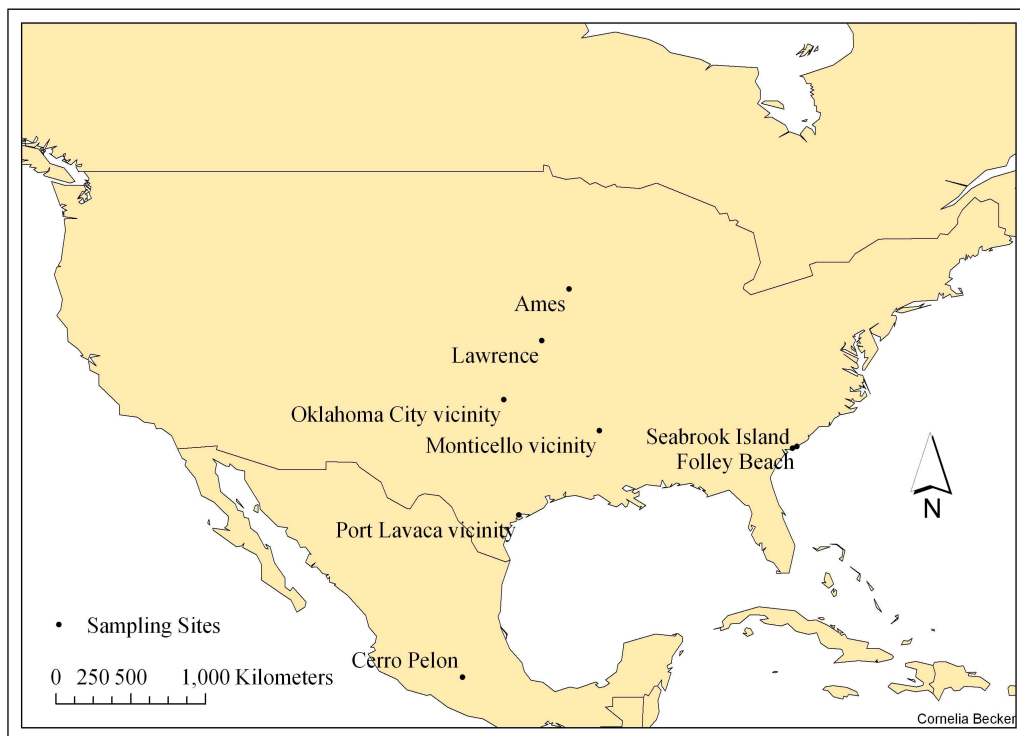 Ames
Lawrence
Oklahoma City vicinity
Monticello vicinity
Seabrook Island
Folley Beach
N
Port Lavaca vicinity
• Sampling Sites
Cerro Pelon
0 250 500 1,000 Kilometers
Cornelia Becker